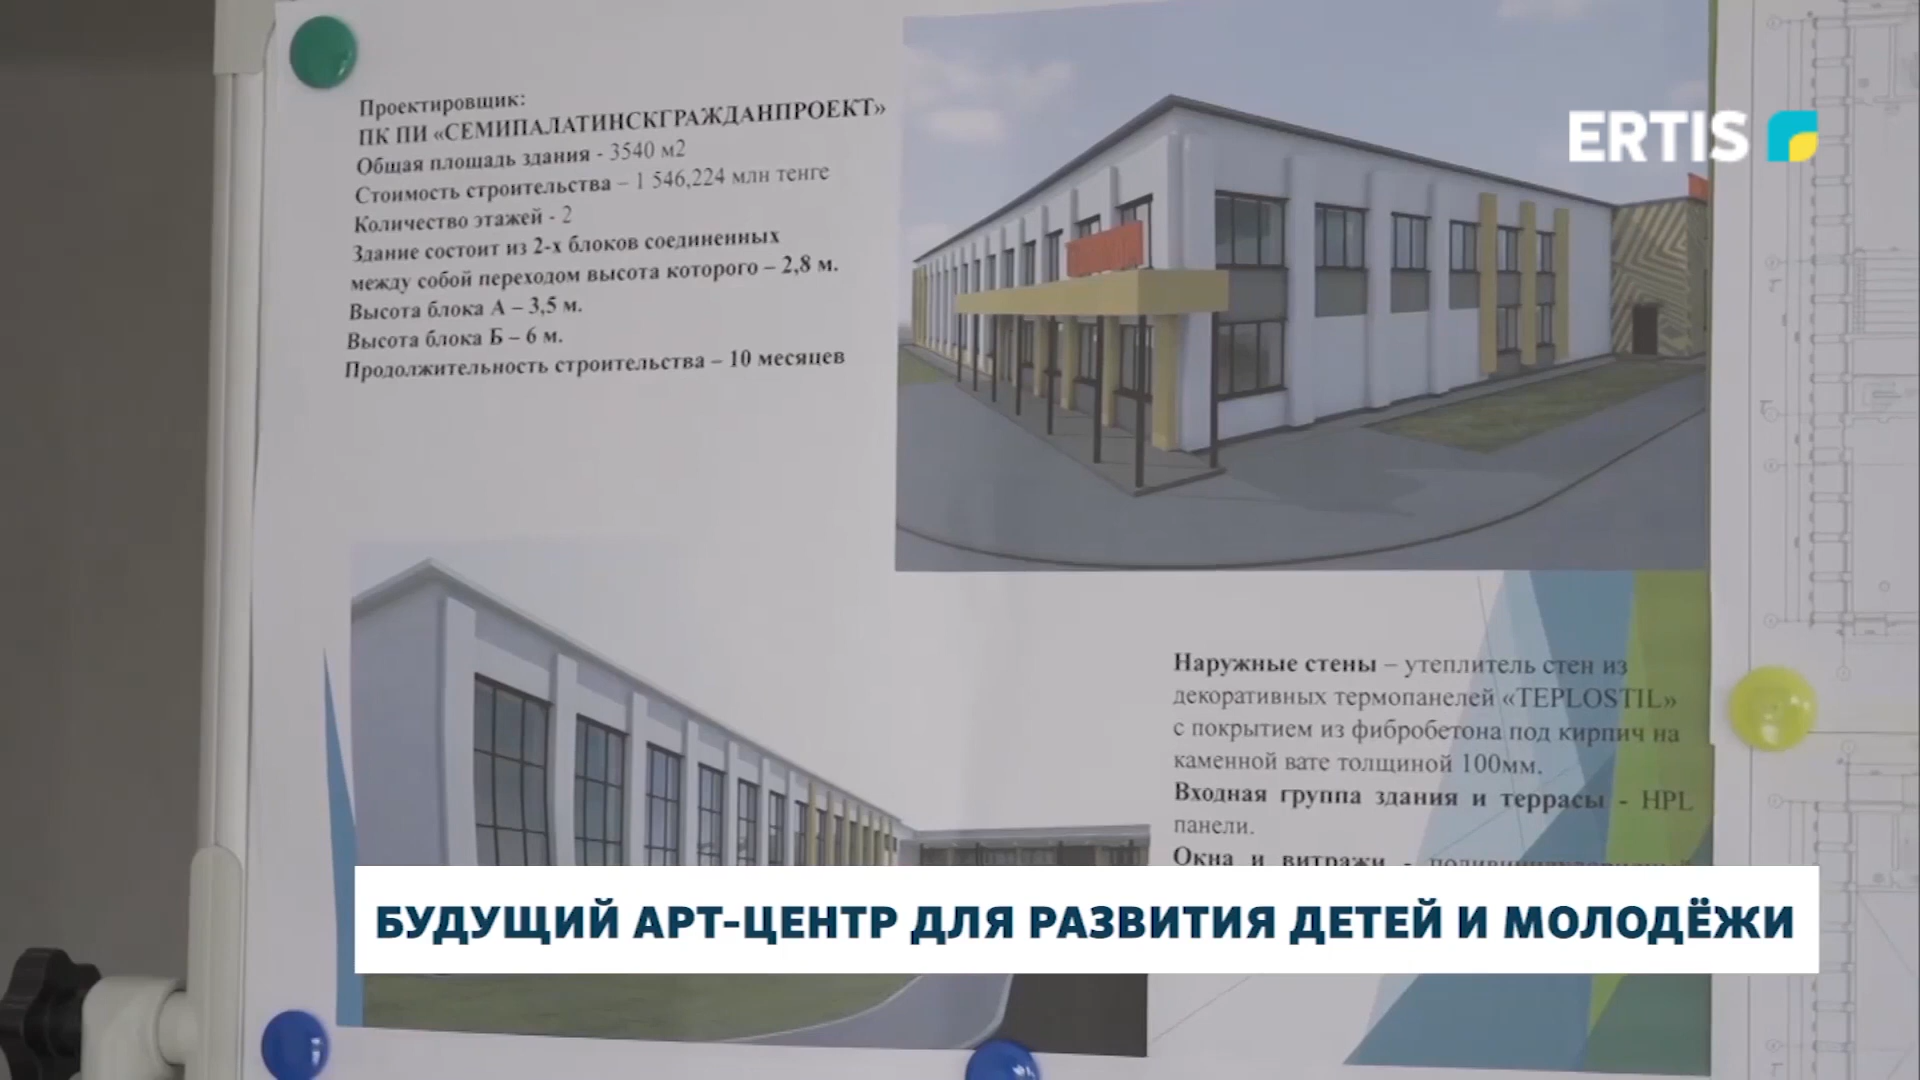 Проектировщик:
ПК ПИ «СЕМИПАЛАТИНСКГРАЖДАНПРОЕКТ»
Общая площадь здания - 3540 м2
Стоимость строительства – 1 546,224 млн тенге
Количество этажей - 2
Здание состоит из 2-х блоков соединенных
между собой переходом высота которого – 2,8 м.
Высота блока А – 3,5 м.
Высота блока Б – 6 м.
Продолжительность строительства – 10 месяцев
ERTIS
Наружные стены – утеплитель стен из
декоративных термопанелей «TEPLOSTIL»
с покрытием из фибробетона под кирпич на
каменной вате толщиной 100мм.
Входная группа здания и террасы - HPL
панели.
Окна и витражи -
БУДУЩИЙ АРТ-ЦЕНТР ДЛЯ РАЗВИТИЯ ДЕТЕЙ И МОЛОДЁЖИ